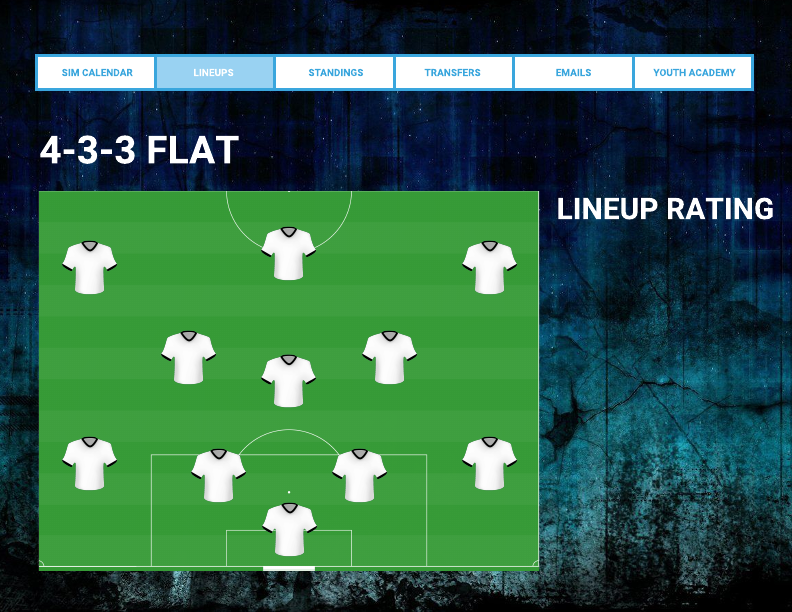 SIM CALENDAR
LINEUPS
STANDINGS
TRANSFERS
EMAILS
YOUTH ACADEMY
4-3-3 FLAT
LINEUP RATING